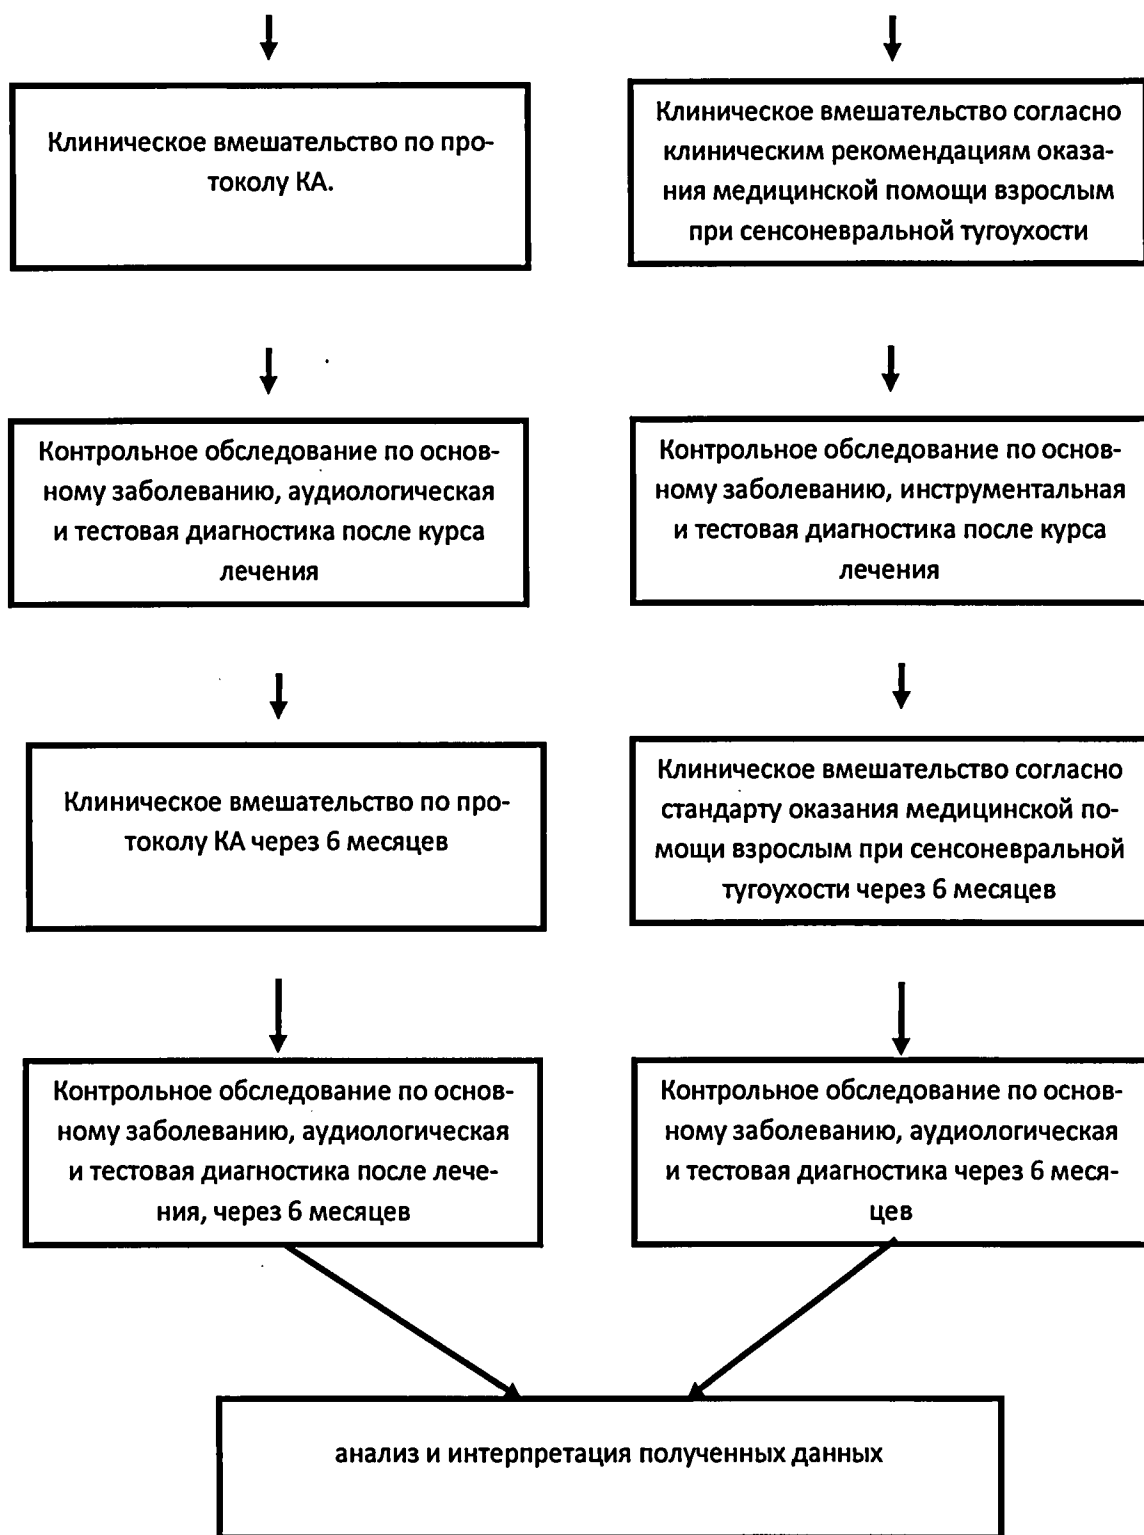 Клиническое вмешательство по про-
токолу КА.
Клиническое вмешательство согласно
клиническим рекомендациям оказа-
ния медицинской помощи взрослым
при сенсоневральной тугоухости
Контрольное обследование по основ-
ному заболеванию, аудиологическая
и тестовая диагностика после курса
лечения
Контрольное обследование по основ-
ному заболеванию, инструментальная
и тестовая диагностика после курса
лечения
Клиническое вмешательство по про-
токолу КА через 6 месяцев
Клиническое вмешательство согласно
стандарту оказания медицинской по-
мощи взрослым при сенсоневральной
тугоухости через 6 месяцев
Контрольное обследование по основ-
ному заболеванию, аудиологическая
и тестовая диагностика после лече-
ния, через 6 месяцев
Контрольное обследование по основ-
ному заболеванию, аудиологическая
и тестовая диагностика через 6 меся-
цев
анализ и интерпретация полученных данных